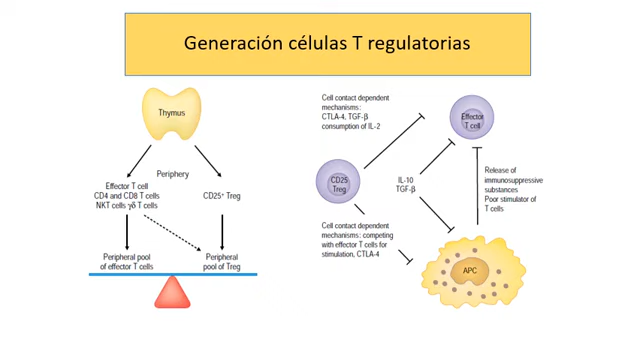 Generación células T regulatorias
Thymus
Periphery
Effector T cell
CD4 and CD8 T cells
NKT cells γδ T cells
CD25⁺ Treg
Peripheral pool
of effector T cells
Peripheral
pool of Treg
Cell contact dependent
mechanisms:
CTLA-4, TGF-β
consumption of IL-2
Effector
T cell
CD25
Treg
IL-10
TGF-β
Release of
immunosuppressive
substances
Poor stimulator of
T cells
Cell contact dependent
mechanisms: competing
with effector T cells for
stimulation, CTLA-4
APC